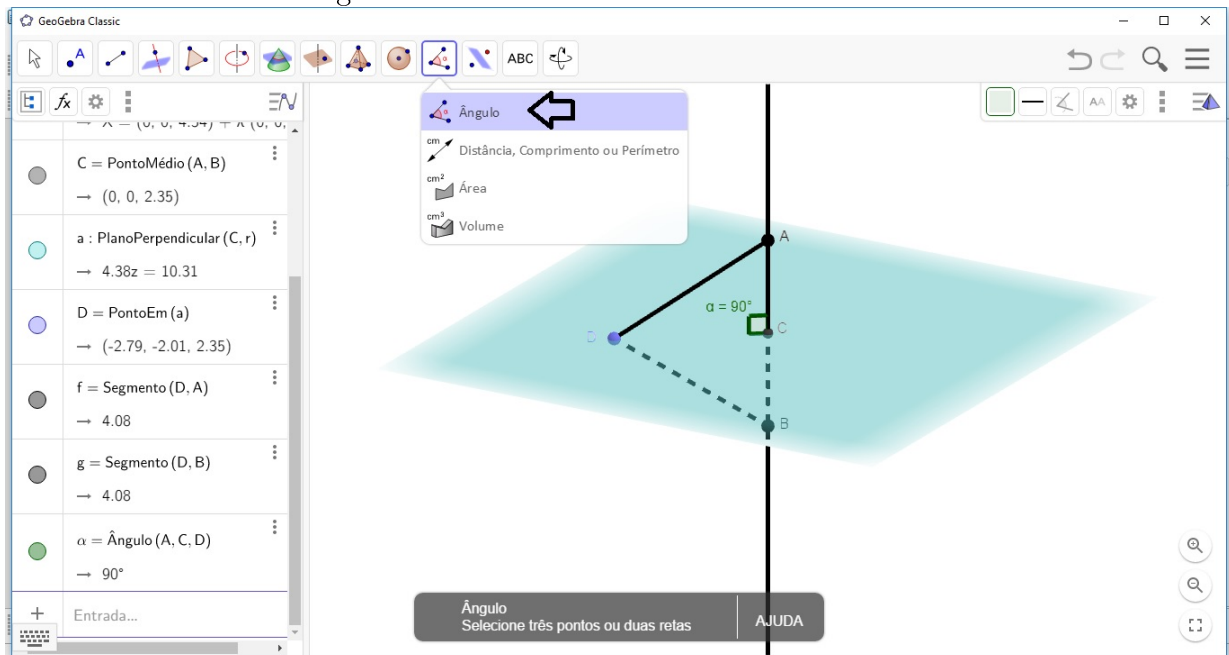 GeoGebra Classic
ABC
Ângulo
Distância, Comprimento ou Perímetro
Área
Volume
C = PontoMédio (A, B)
→ (0, 0, 2.35)
a : PlanoPerpendicular (C, r)
→ 4.38z = 10.31
D = PontoEm (a)
→ (-2.79, -2.01, 2.35)
f = Segmento (D, A)
→ 4.08
g = Segmento (D, B)
→ 4.08
α = Ângulo (A, C, D)
→ 90°
Entrada...
A
α = 90°
C
D
B
Ângulo
Selecione três pontos ou duas retas
AJUDA